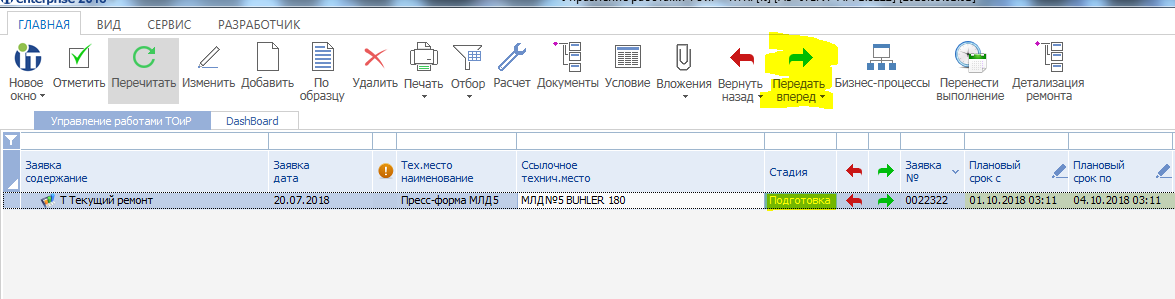 enterprise
ГЛАВНАЯ ВИД СЕРВИС РАЗРАБОТЧИК
Новое Отметить Перечитать Изменить Добавить По Удалить Печать Отбор Расчет Документы Условие Вложения Вернуть Передать Бизнес-процессы Перенести Детализация
окно образцу назад вперед выполнение ремонта
Управление работами ТОиР DashBoard
Заявка Заявка Тех.место Ссылочное Стадия Заявка Плановый Плановый
содержание дата наименование технич.место № срок с срок по
Т Текущий ремонт 20.07.2018 Пресс-форма МЛД5 МЛД№5 BUHLER 180 Подготовка 0022322 01.10.2018 03:11 04.10.2018 03:11